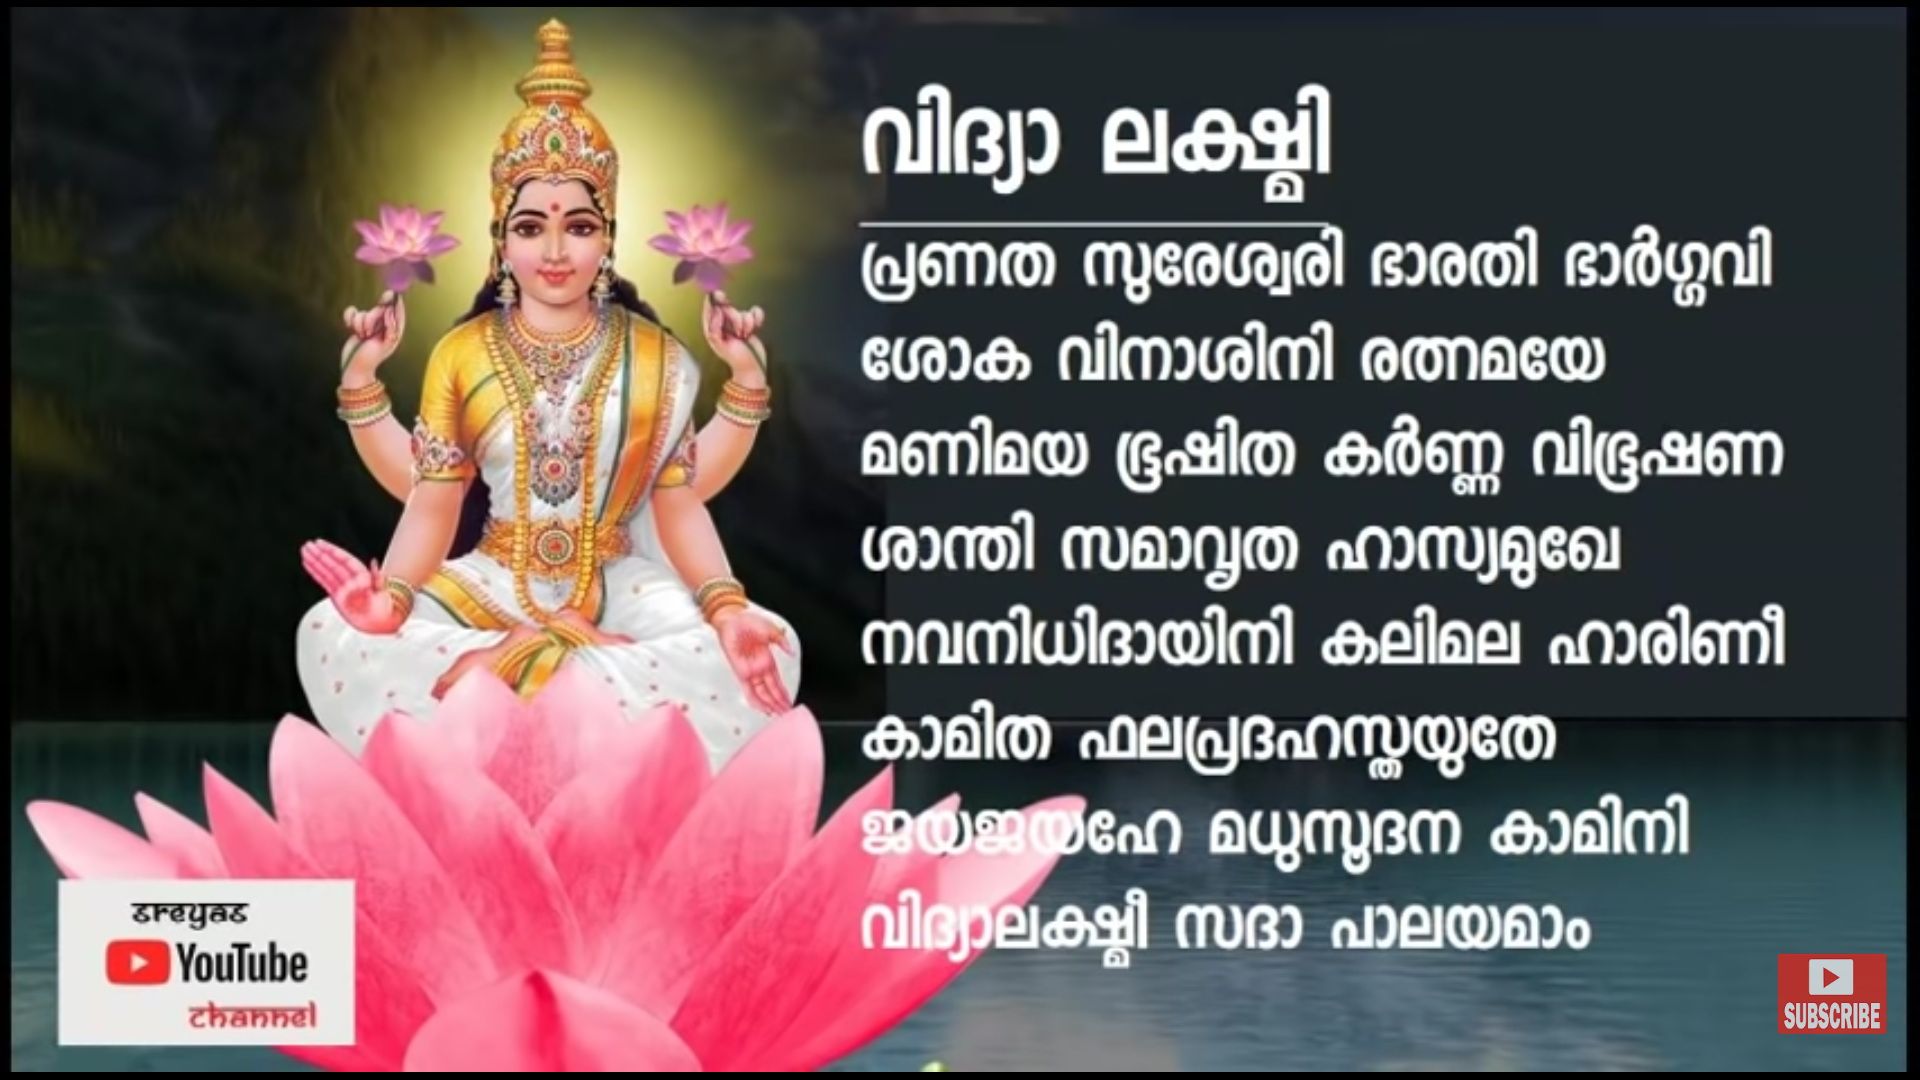 വിദ്യാ ലക്ഷ്മി
പ്രണത സുരേശ്വരി ഭാരതി ഭാർഗ്ഗവി
ശോക വിനാശിനി രത്നമയേ
മണിമയ ഭൂഷിത കർണ്ണ വിഭൂഷണ
ശാന്തി സമാവൃത ഹാസ്യമുഖേ
നവനിധിദായിനി കലിമല ഹാരിണീ
കാമിത ഫലപ്രദഹസ്തയുതേ
ജയജയഹേ മധുസൂദന കാമിനി
വിദ്യാലക്ഷ്മീ സദാ പാലയമാം
sreyas
YouTube
channel
SUBSCRIBE